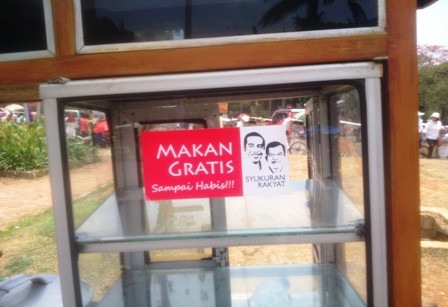 MAKAN
GRATIS
Sampai Habis!!!
SYUKURAN
RAKYAT